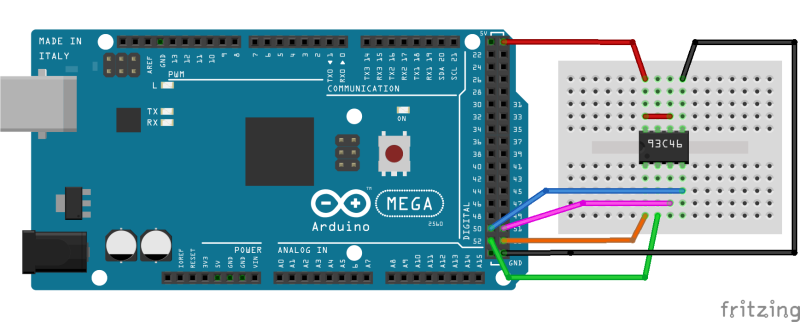 MADE IN
ITALY
AREF
GND
13
12
11
10
9
8
7
6
5
4
3
2
TX0 1
RX0 0
TX3 14
RX3 15
TX2 16
RX2 17
TX1 18
RX1 19
SDA 20
SCL 21
5V
PWM
COMMUNICATION
L
TX
RX
ON
22
24
26
28
30
32
34
36
38
40
42
44
46
48
50
52
31
33
35
37
39
41
43
45
47
49
51
GND
DIGITAL
93C46
Arduino
TM
MEGA
2560
POWER
ANALOG IN
IOREF
RESET
3V3
5V
GND
GND
VIN
A0
A1
A2
A3
A4
A5
A6
A7
A8
A9
A10
A11
A12
A13
A14
A15
fritzing